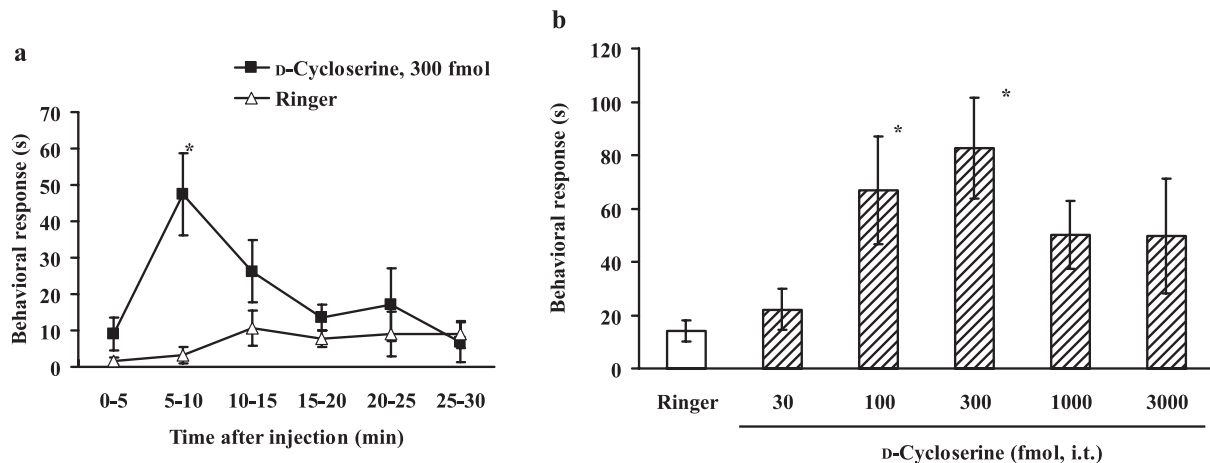 a
D-Cycloserine, 300 fmol
Ringer
Behavioral response (s)
70
60
50
40
30
20
10
0
*
0-5 5-10 10-15 15-20 20-25 25-30
Time after injection (min)
b
Behavioral response (s)
120
100
80
60
40
20
0
*
*
Ringer 30 100 300 1000 3000
D-Cycloserine (fmol, i.t.)